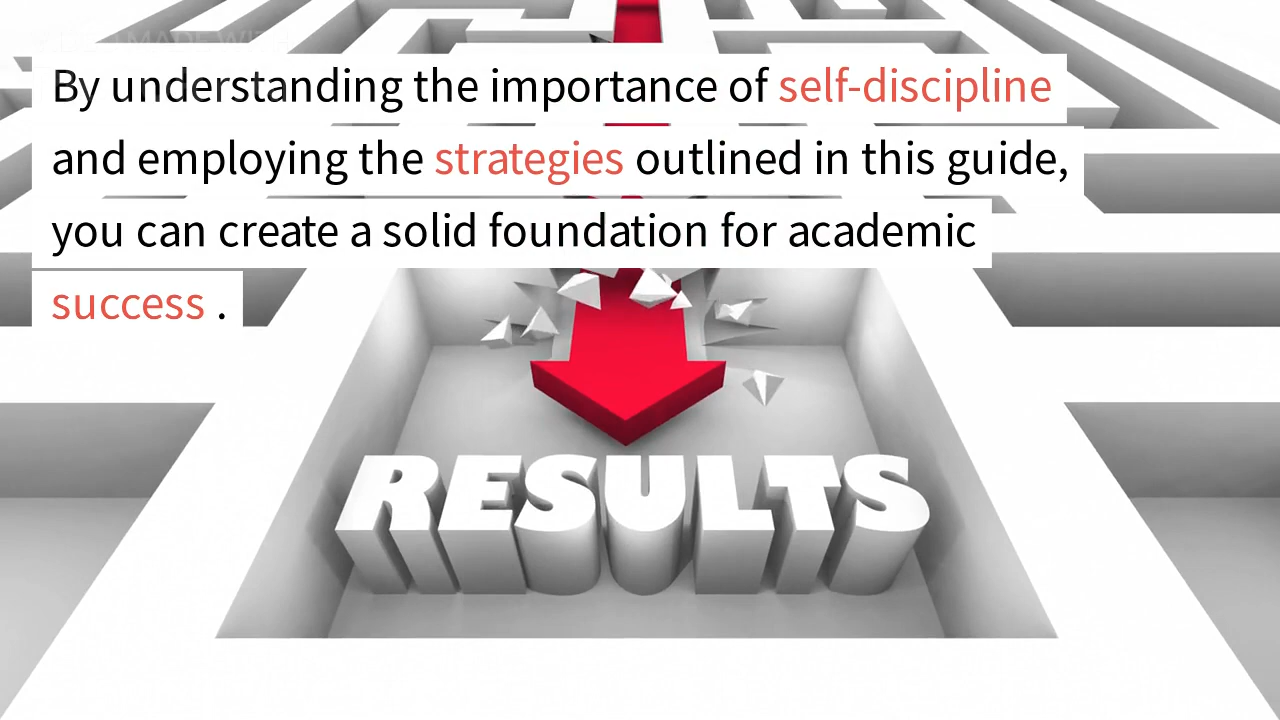 By understanding the importance of self-discipline
and employing the strategies outlined in this guide,
you can create a solid foundation for academic
success .
RESULTS